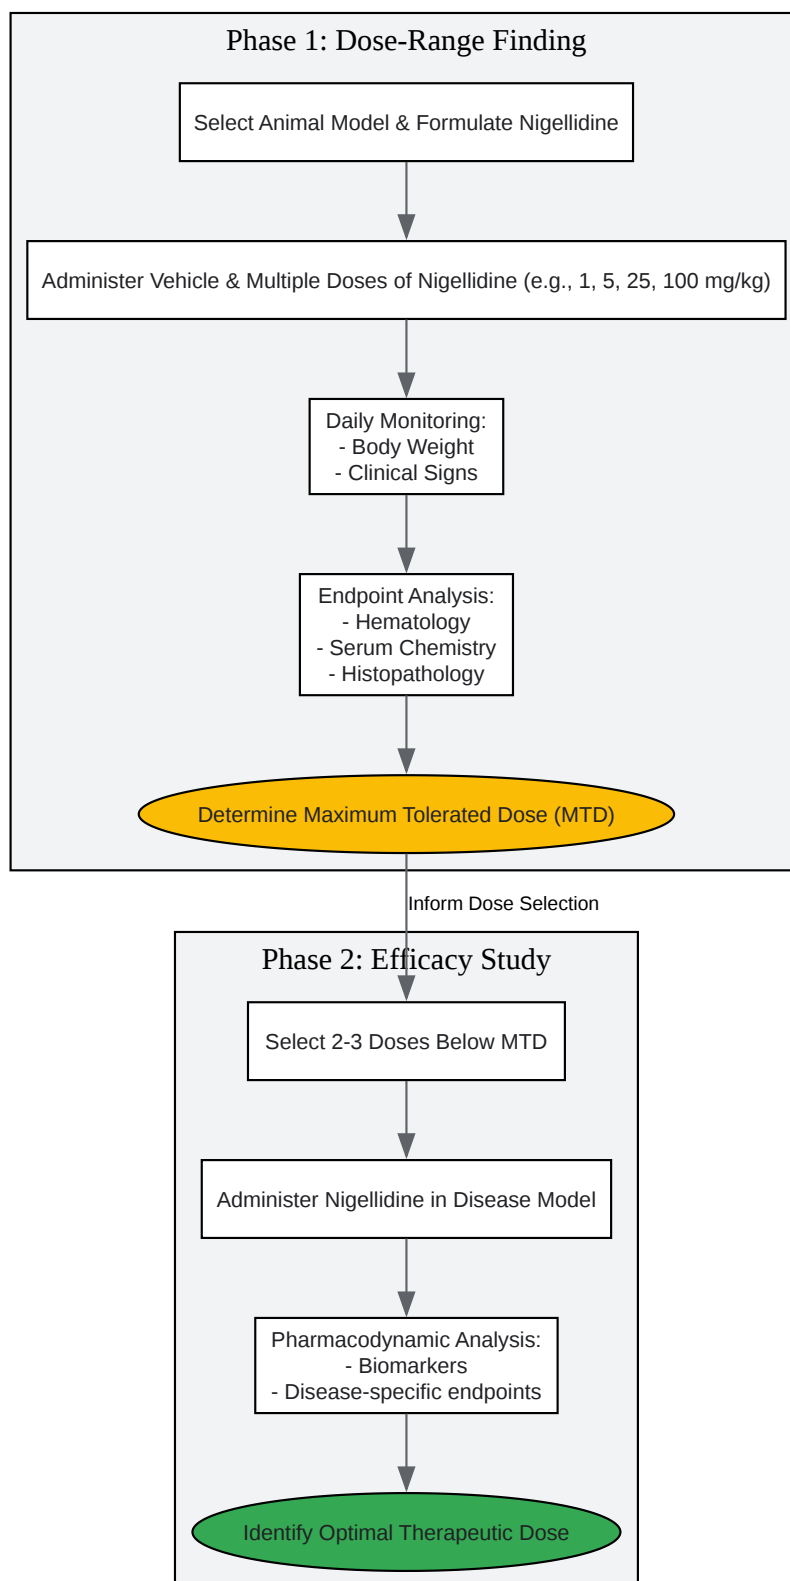 Phase 1: Dose-Range Finding
Select Animal Model & Formulate Nigellidine
Administer Vehicle & Multiple Doses of Nigellidine (e.g., 1, 5, 25, 100 mg/kg)
Daily Monitoring:
- Body Weight
- Clinical Signs
Endpoint Analysis:
- Hematology
- Serum Chemistry
- Histopathology
Determine Maximum Tolerated Dose (MTD)
Inform Dose Selection
Phase 2: Efficacy Study
Select 2-3 Doses Below MTD
Administer Nigellidine in Disease Model
Pharmacodynamic Analysis:
- Biomarkers
- Disease-specific endpoints
Identify Optimal Therapeutic Dose